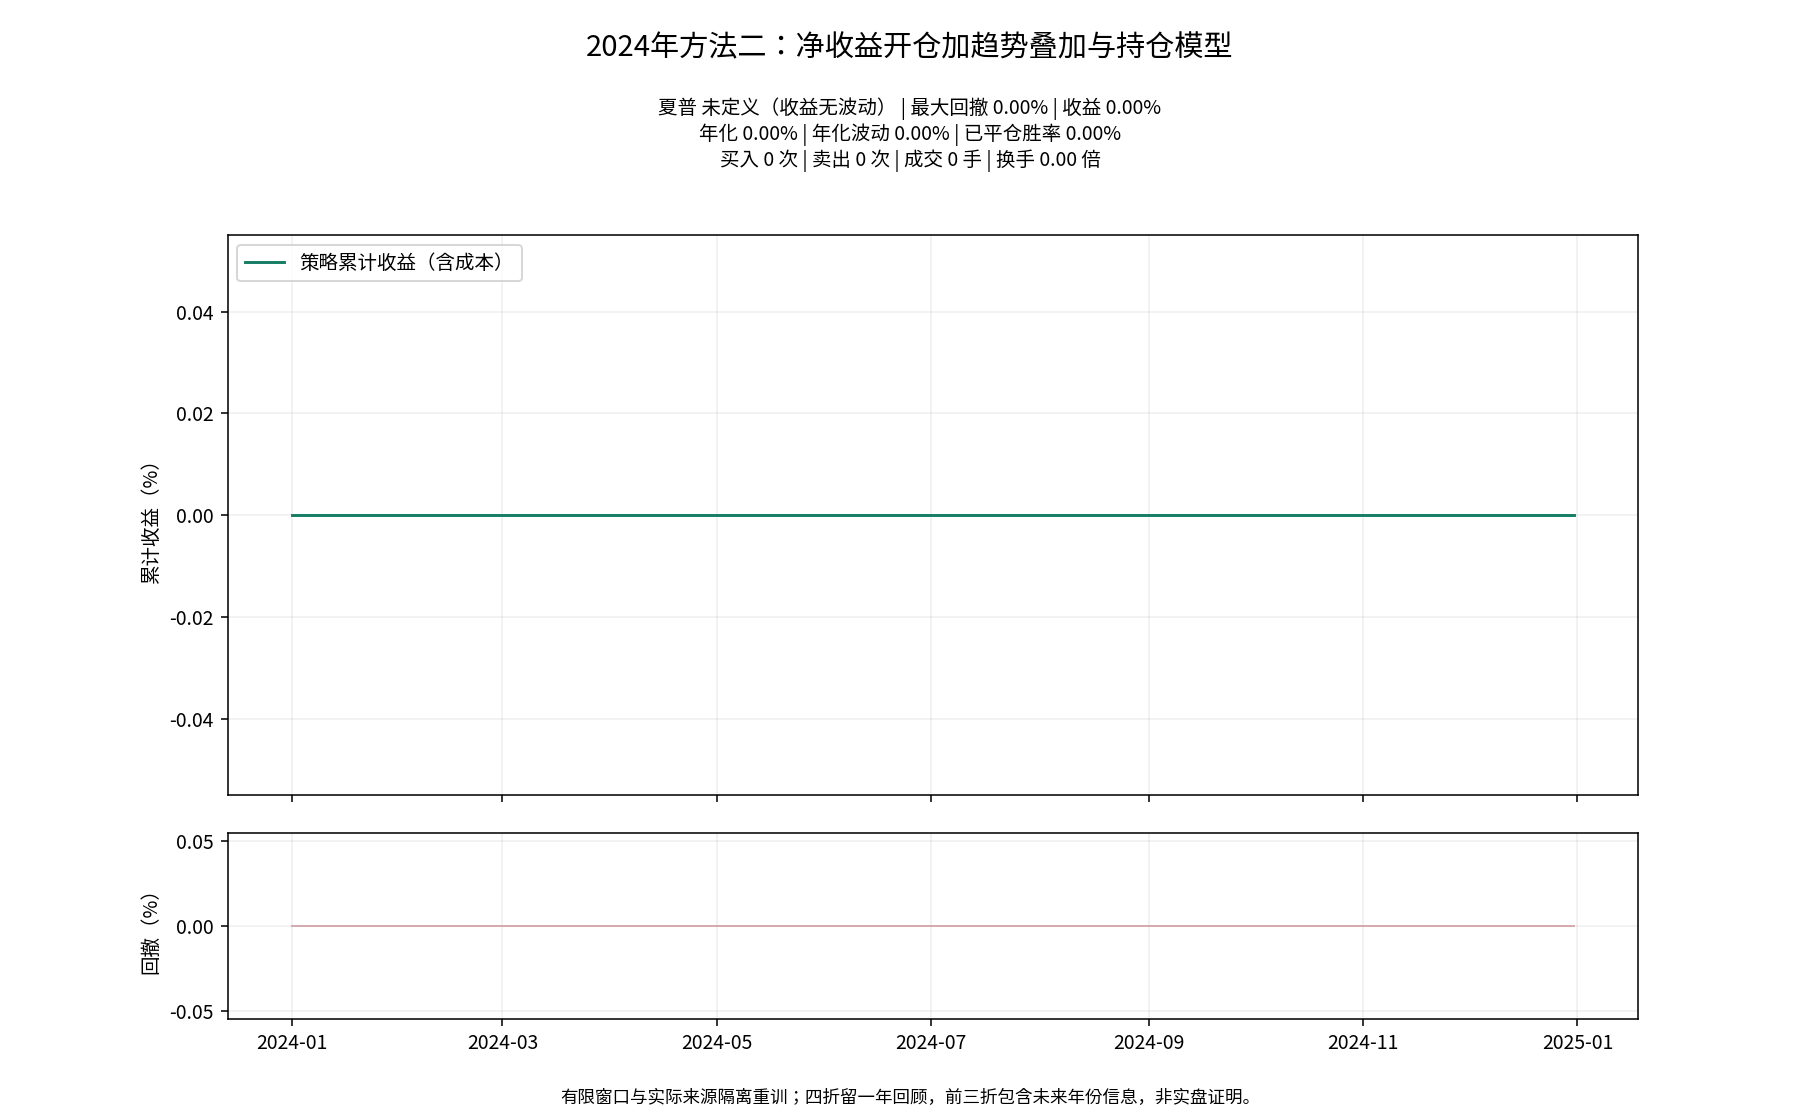 2024年方法二：净收益开仓加趋势叠加与持仓模型
夏普 未定义（收益无波动） | 最大回撤 0.00% | 收益 0.00%
年化 0.00% | 年化波动 0.00% | 已平仓胜率 0.00%
买入 0 次 | 卖出 0 次 | 成交 0 手 | 换手 0.00 倍
策略累计收益（含成本）
0.04
0.02
0.00
-0.02
-0.04
累计收益（%）
0.05
0.00
-0.05
回撤（%）
2024-01
2024-03
2024-05
2024-07
2024-09
2024-11
2025-01
有限窗口与实际来源隔离重训；四折留一年回顾，前三折包含未来年份信息，非实盘证明。